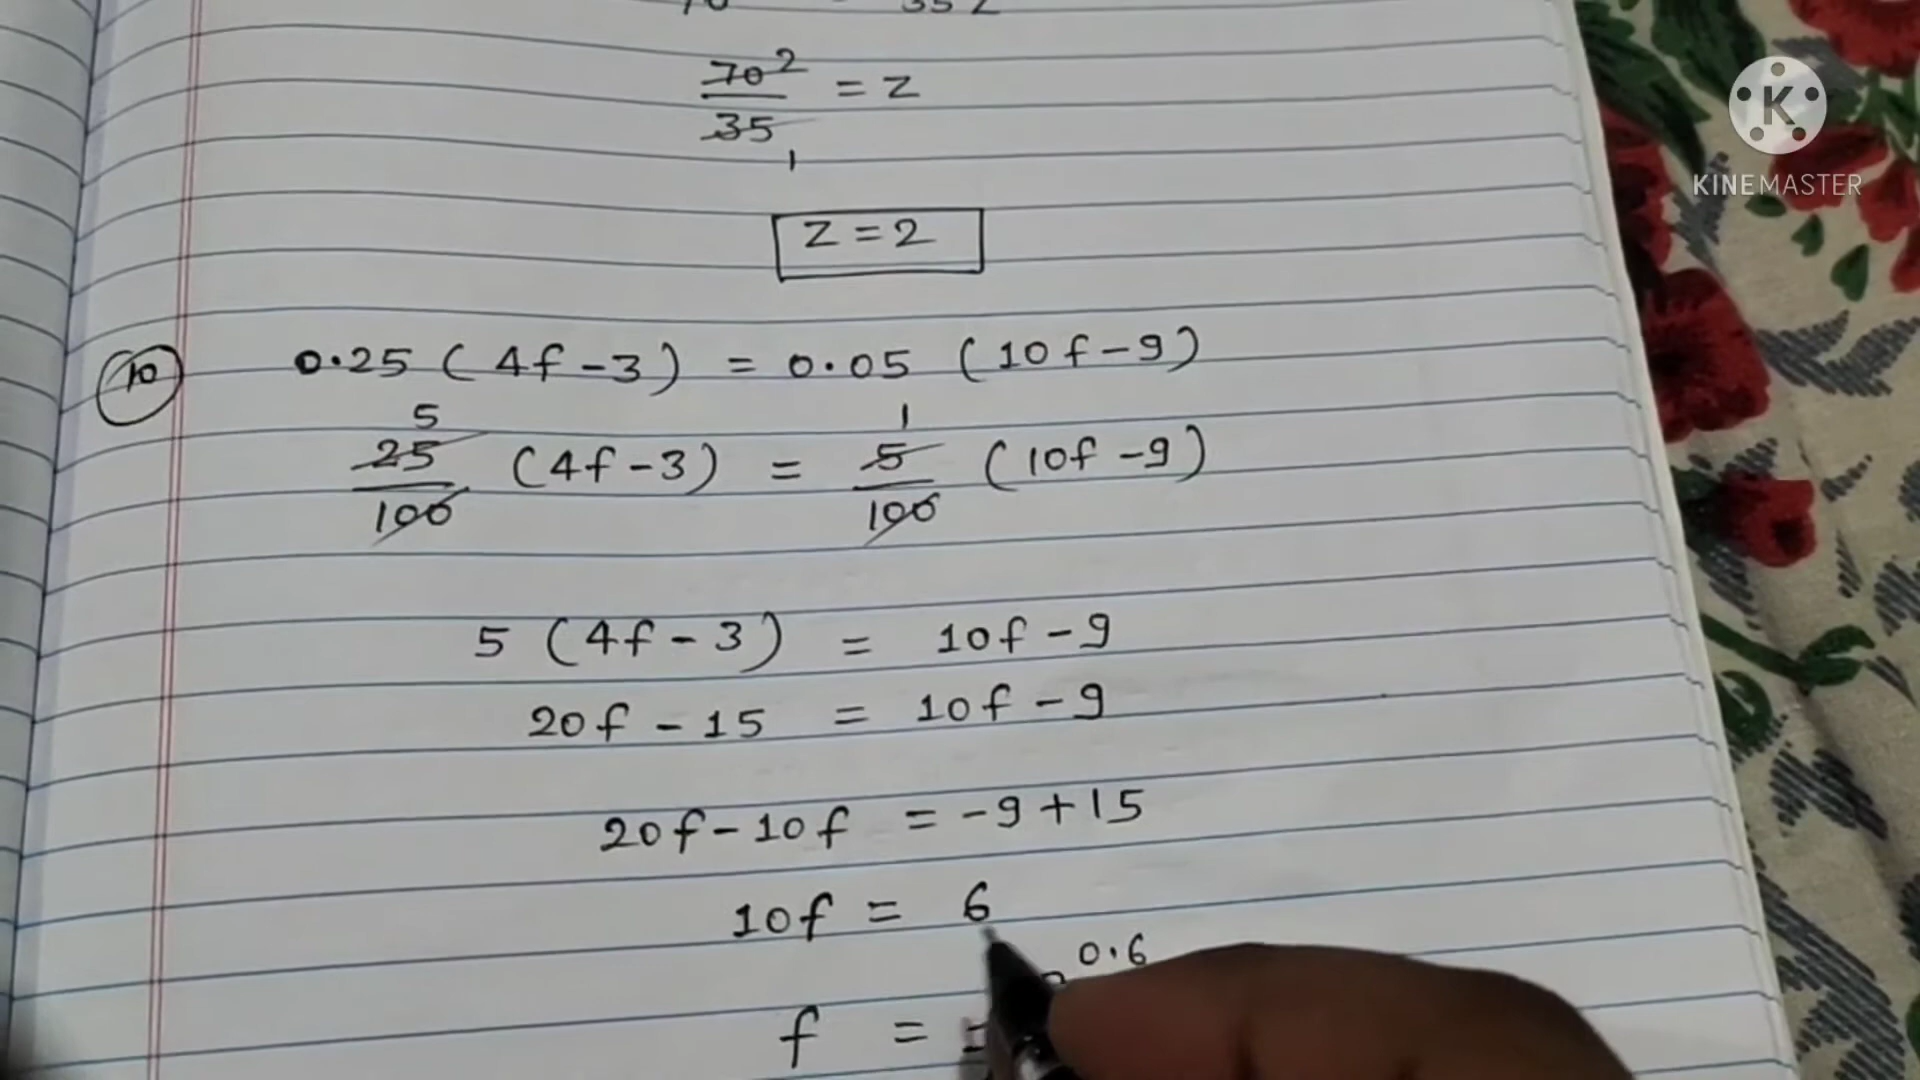 70 2
35 1 = z
z = 2
10 0.25 (4f - 3) = 0.05 (10f - 9)
5 1
25/100 (4f - 3) = 5/100 (10f - 9)
5 (4f - 3) = 10f - 9
20f - 15 = 10f - 9
20f - 10f = -9 + 15
10f = 6
0.6
f =
K
KINEMASTER